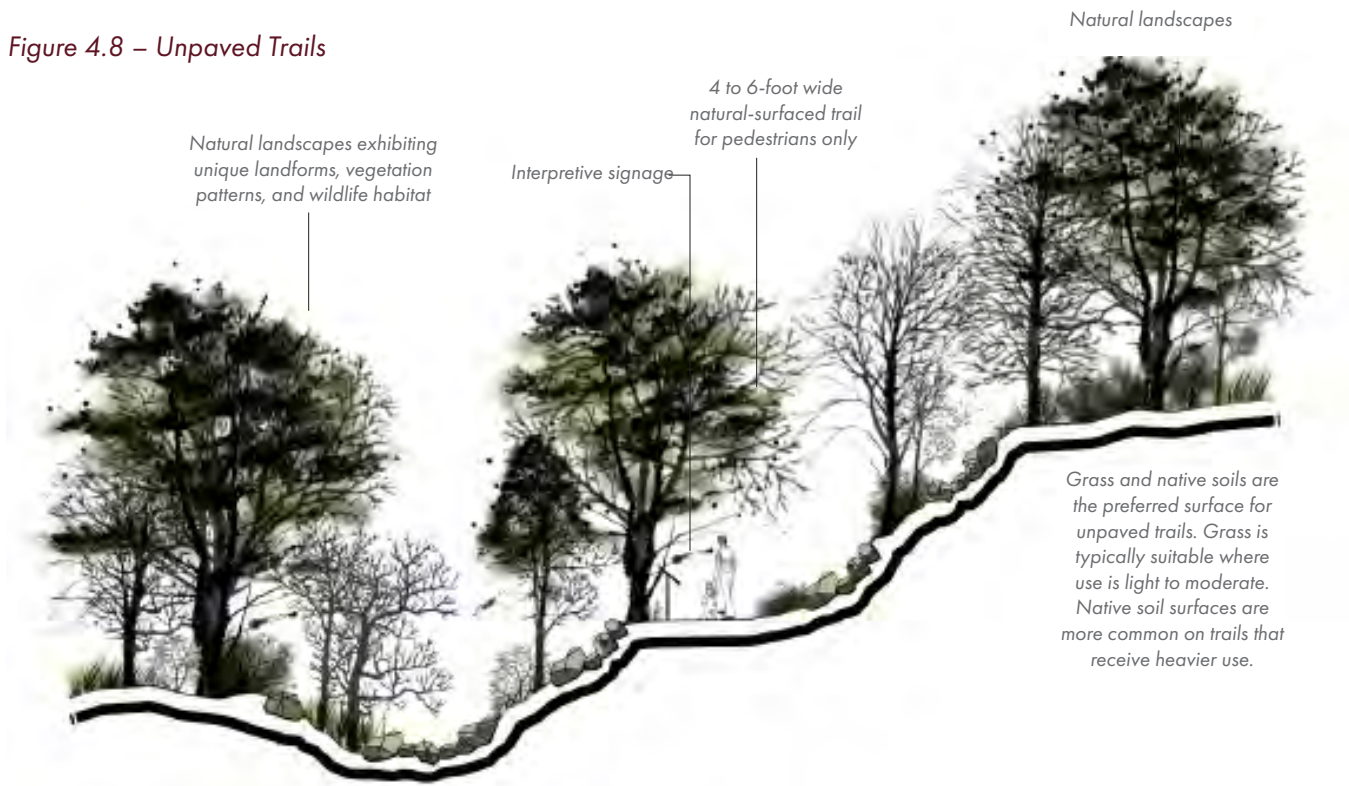 Figure 4.8 – Unpaved Trails
Natural landscapes
4 to 6-foot wide
natural-surfaced trail
for pedestrians only
Natural landscapes exhibiting
unique landforms, vegetation
patterns, and wildlife habitat
Interpretive signage
Grass and native soils are
the preferred surface for
unpaved trails. Grass is
typically suitable where
use is light to moderate.
Native soil surfaces are
more common on trails that
receive heavier use.